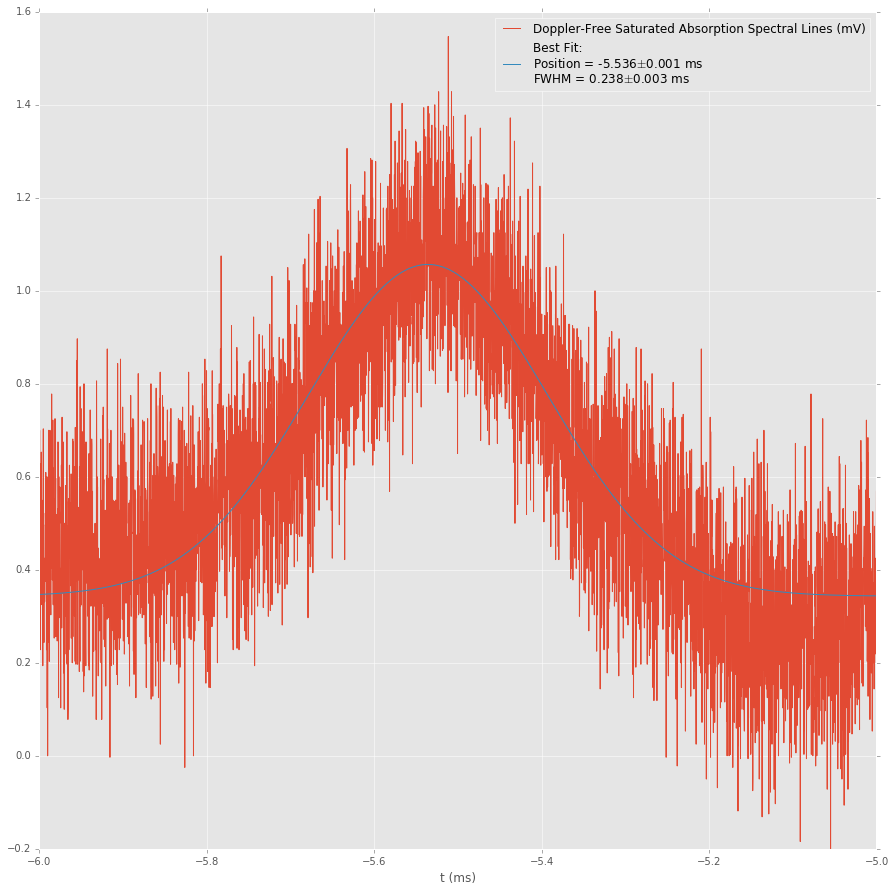 Doppler-Free Saturated Absorption Spectral Lines (mV)
Best Fit:
Position = -5.536±0.001 ms
FWHM = 0.238±0.003 ms
1.6
1.4
1.2
1.0
0.8
0.6
0.4
0.2
0.0
−0.2
−6.0 −5.8 −5.6 −5.4 −5.2 −5.0
t (ms)